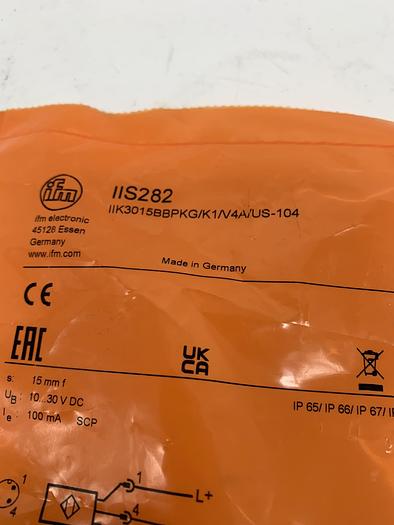 ifm
IIS282
IIK3015BBPKG/K1/V4A/US-104
ifm electronic
45128 Essen
Germany
www.ifm.com
Made in Germany
CE
EAC
UK
CA
s: 15 mm f
UB: 10...30 V DC
Ie: 100 mA SCP
IP 65/ IP 66/ IP 67/
1
L+
4
4